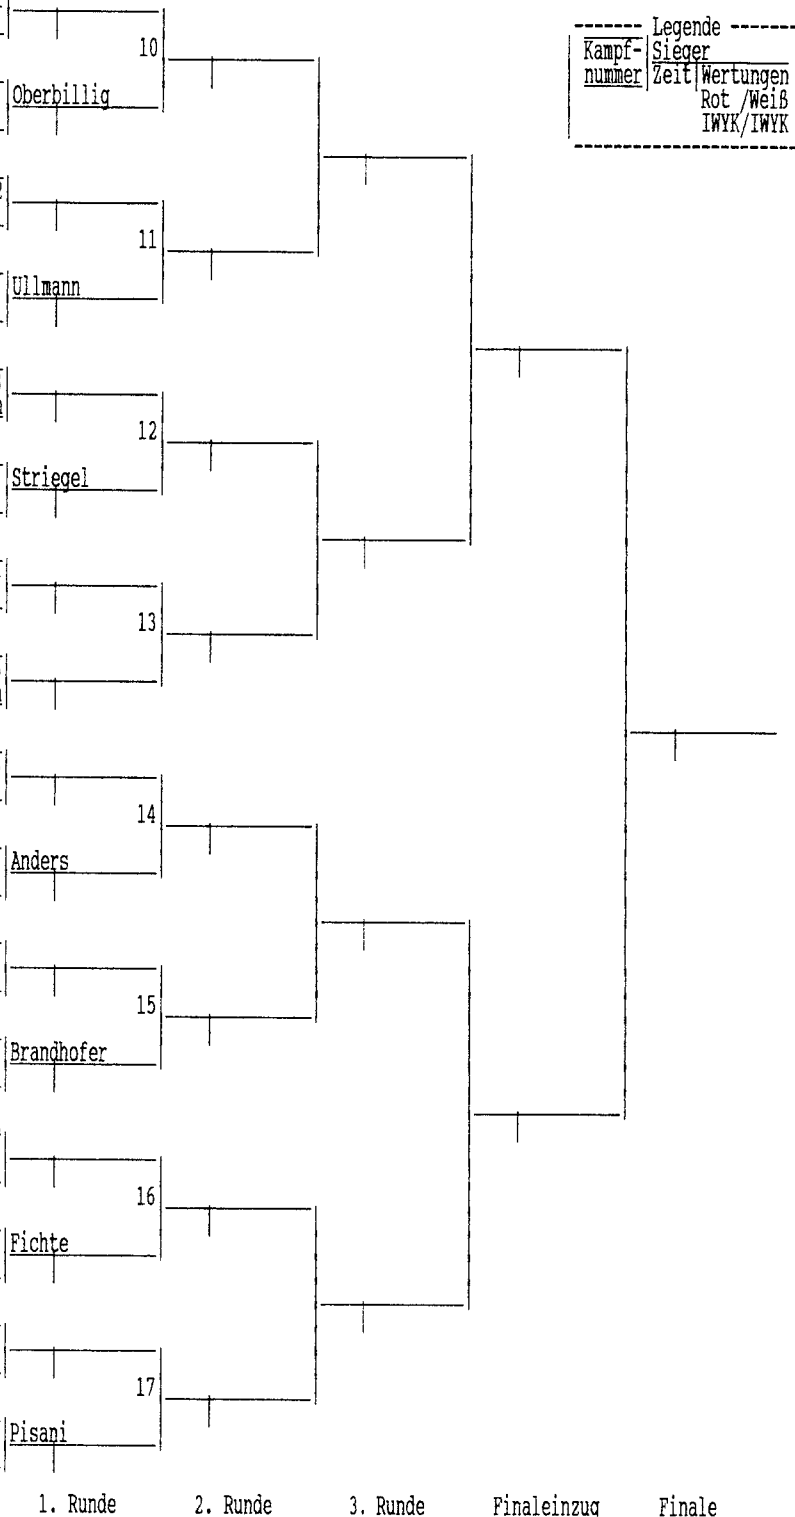 Legende
Kampf- Sieger
nummer Zeit Wertungen
Rot /Weiß
IWYK/IWYK
10
Oberbillig
11
Ullmann
12
Striegel
13
14
Anders
15
Brandhofer
16
Fichte
17
Pisani
1. Runde 2. Runde 3. Runde Finaleinzug Finale